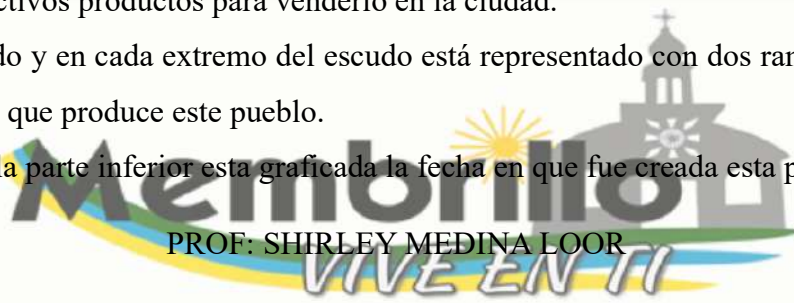 ctivos productos para venderlo en la ciudad.
do y en cada extremo del escudo está representado con dos ran
que produce este pueblo.
la parte inferior esta graficada la fecha en que fue creada esta p
Membrillo
PROF: SHIRLEY MEDINA LOOR
VIVE EN TI